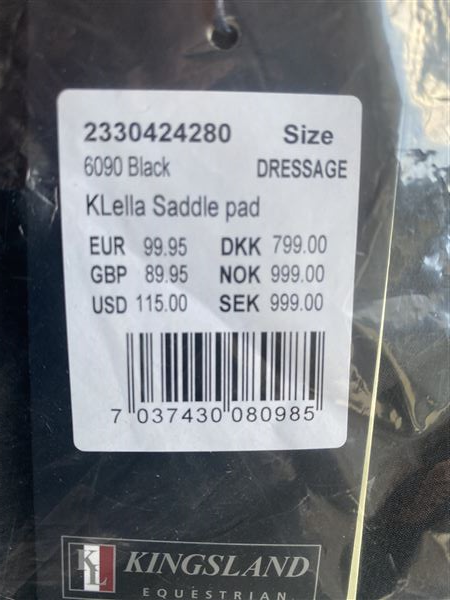 2330424280 Size
6090 Black DRESSAGE
KLella Saddle pad
EUR 99.95 DKK 799.00
GBP 89.95 NOK 999.00
USD 115.00 SEK 999.00
7 037430 080985
KL KINGSLAND
EQUESTRIAN